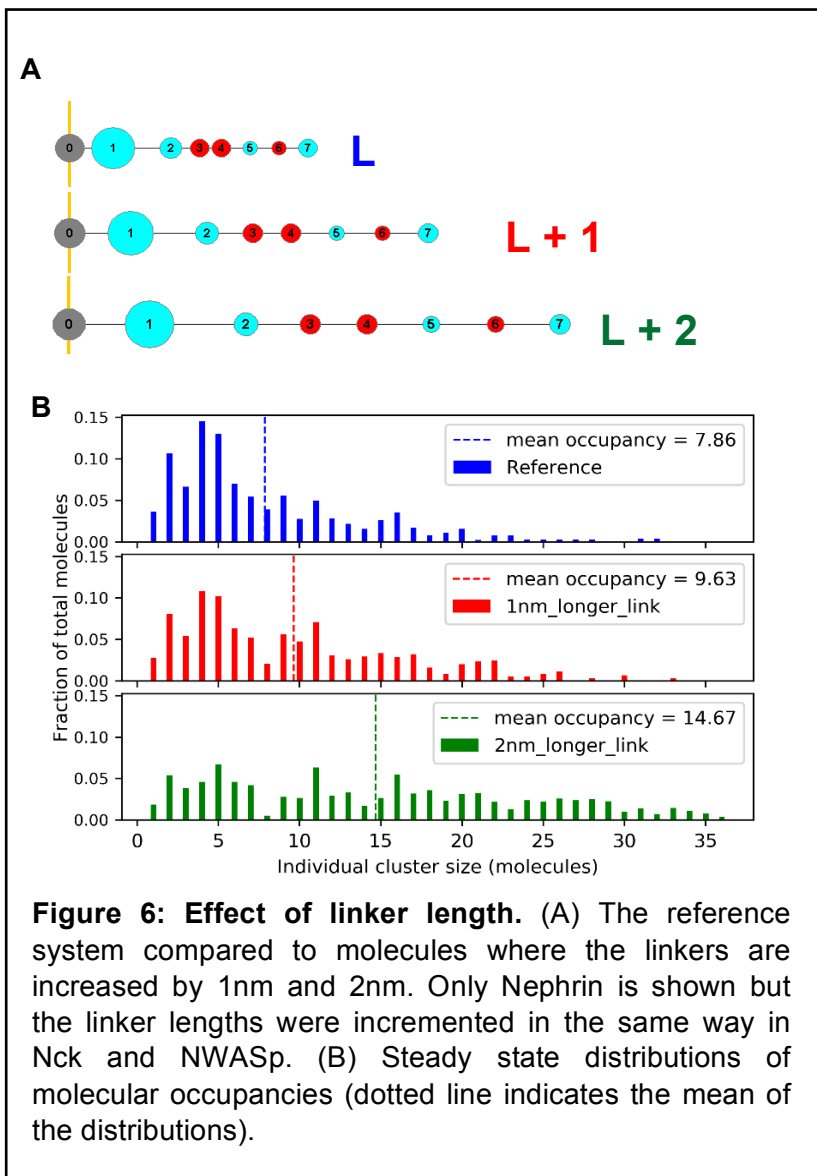 A
0 1 2 3 4 5 6 7 L
0 1 2 3 4 5 6 7 L + 1
0 1 2 3 4 5 6 7 L + 2
B
Fraction of total molecules
0.15
0.10
0.05
0.00
mean occupancy = 7.86
Reference
0.15
0.10
0.05
0.00
mean occupancy = 9.63
1nm_longer_link
0.15
0.10
0.05
0.00
mean occupancy = 14.67
2nm_longer_link
0 5 10 15 20 25 30 35
Individual cluster size (molecules)
Figure 6: Effect of linker length. (A) The reference
system compared to molecules where the linkers are
increased by 1nm and 2nm. Only Nephrin is shown but
the linker lengths were incremented in the same way in
Nck and NWASp. (B) Steady state distributions of
molecular occupancies (dotted line indicates the mean of
the distributions).